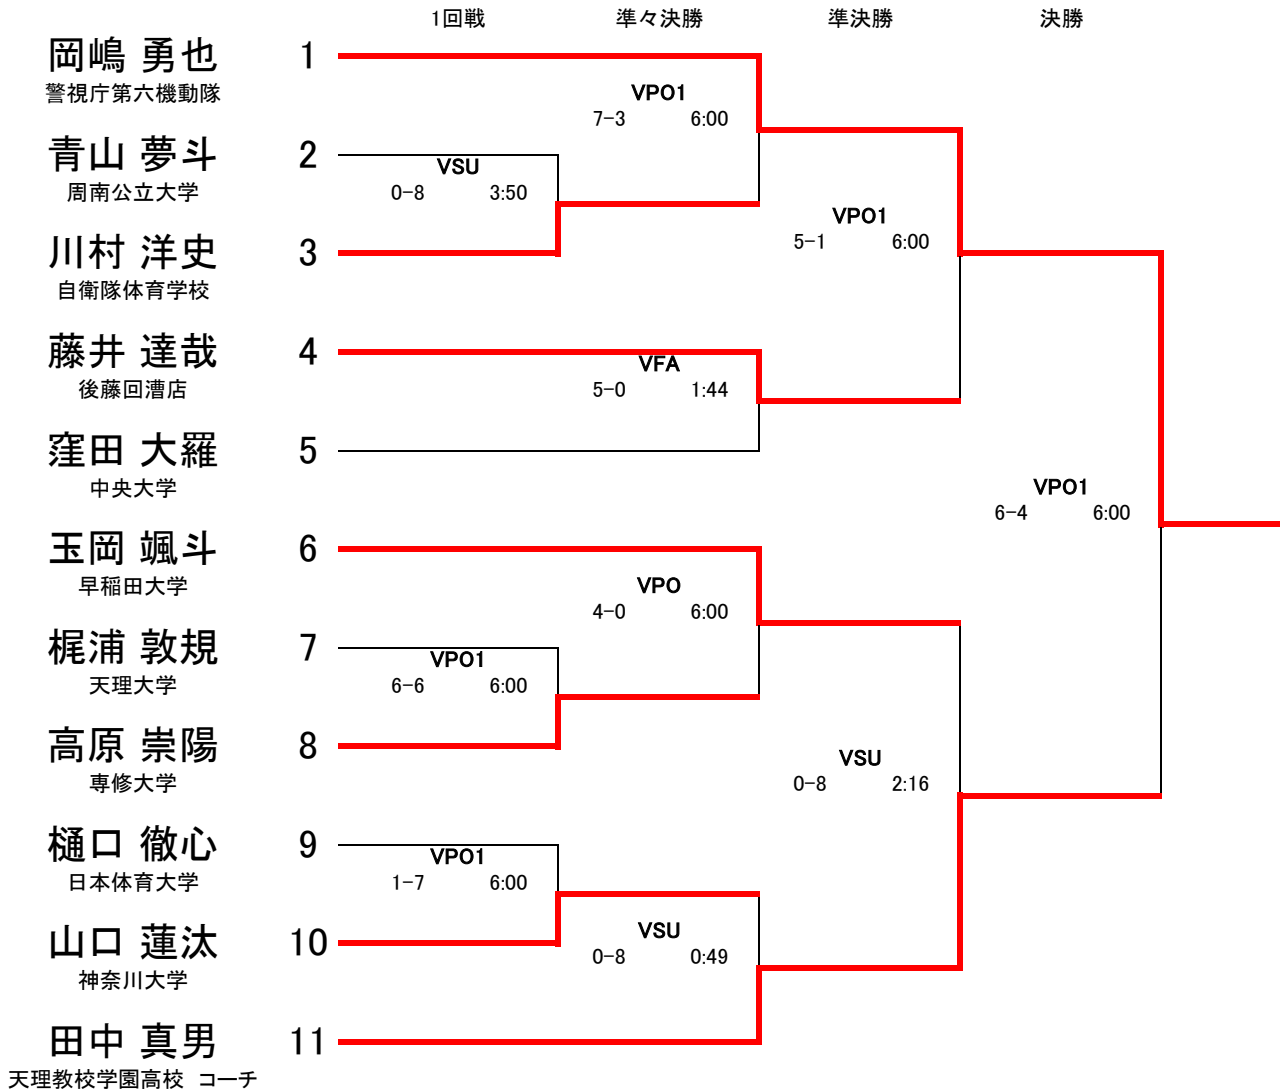 1回戦 準々決勝 準決勝 決勝
岡嶋 勇也 1
警視庁第六機動隊
VPO1
7-3 6:00
青山 夢斗 2
周南公立大学
VSU
0-8 3:50
VPO1
5-1 6:00
川村 洋史 3
自衛隊体育学校
藤井 達哉 4
後藤回漕店
VFA
5-0 1:44
窪田 大羅 5
中央大学
VPO1
6-4 6:00
玉岡 颯斗 6
早稲田大学
VPO
4-0 6:00
梶浦 敦規 7
天理大学
VPO1
6-6 6:00
高原 崇陽 8
専修大学
VSU
0-8 2:16
樋口 徹心 9
日本体育大学
VPO1
1-7 6:00
山口 蓮汰 10
神奈川大学
VSU
0-8 0:49
田中 真男 11
天理教校学園高校 コーチ